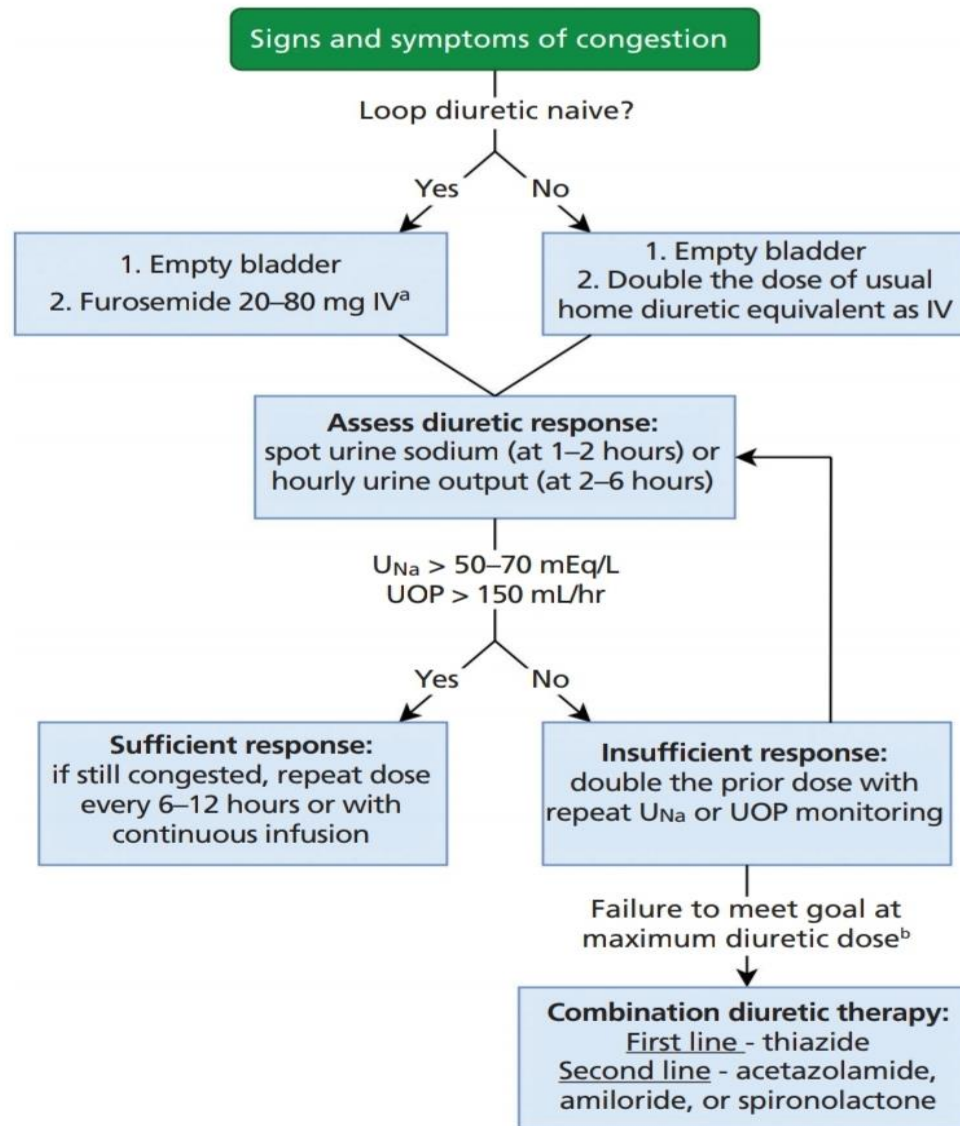 Signs and symptoms of congestion
Loop diuretic naive?
Yes
No
1. Empty bladder
2. Furosemide 20–80 mg IVᵃ
1. Empty bladder
2. Double the dose of usual
home diuretic equivalent as IV
Assess diuretic response:
spot urine sodium (at 1–2 hours) or
hourly urine output (at 2–6 hours)
UNa > 50–70 mEq/L
UOP > 150 mL/hr
Yes
No
Sufficient response:
if still congested, repeat dose
every 6–12 hours or with
continuous infusion
Insufficient response:
double the prior dose with
repeat UNa or UOP monitoring
Failure to meet goal at
maximum diuretic doseᵇ
Combination diuretic therapy:
First line - thiazide
Second line - acetazolamide,
amiloride, or spironolactone